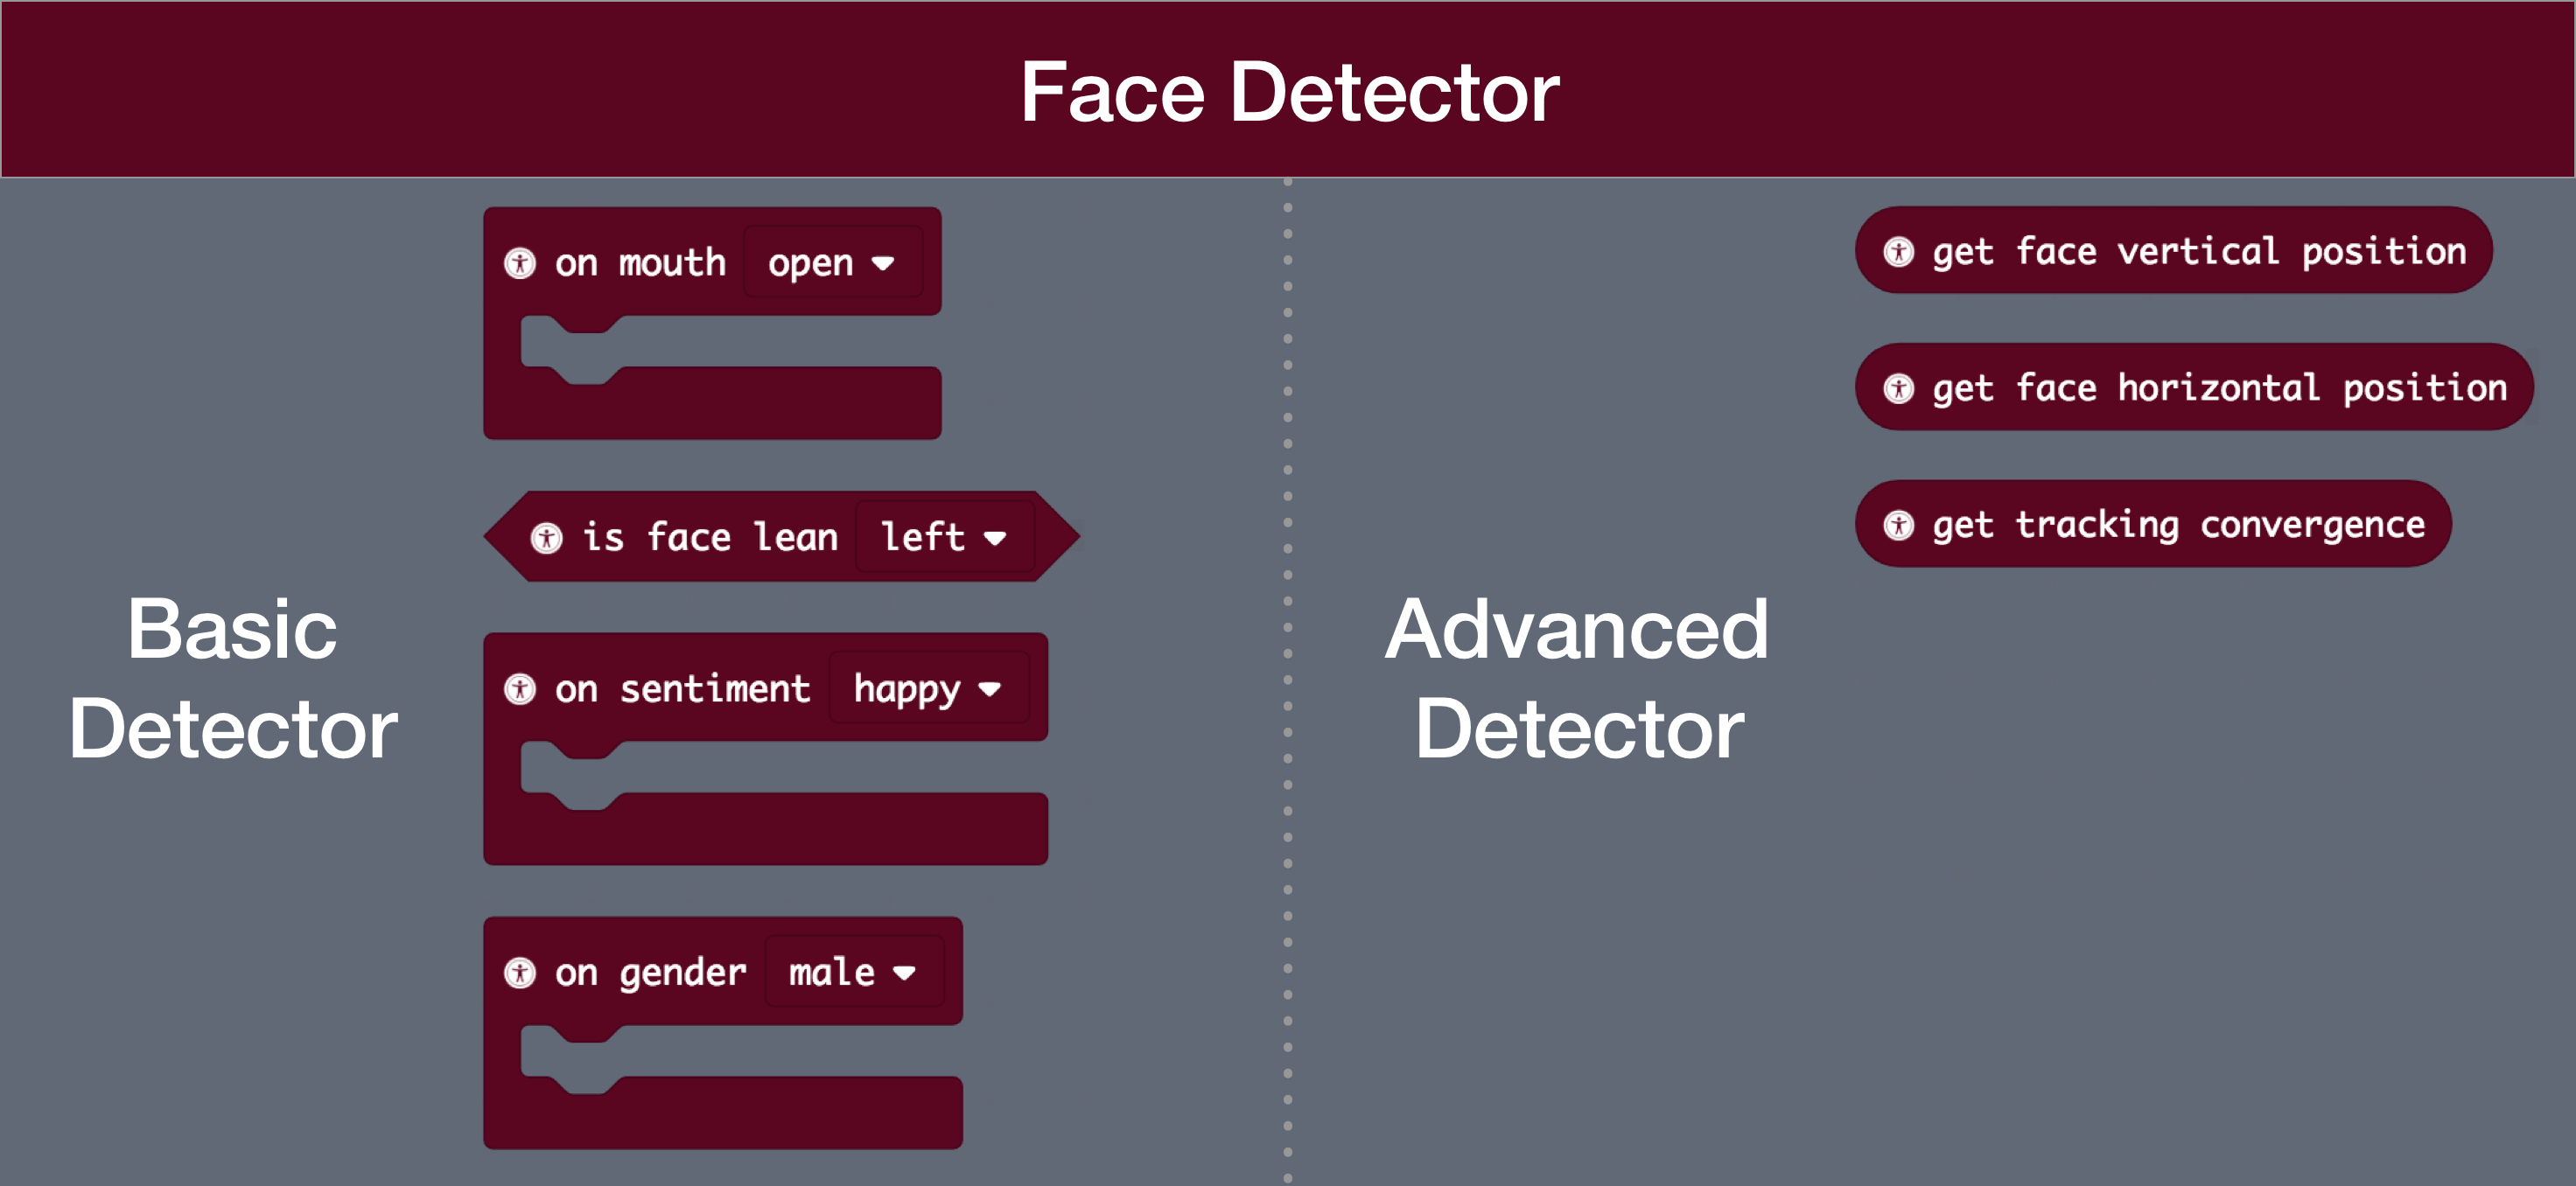 Face Detector
Basic
Detector
on mouth open
is face lean left
on sentiment happy
on gender male
Advanced
Detector
get face vertical position
get face horizontal position
get tracking convergence